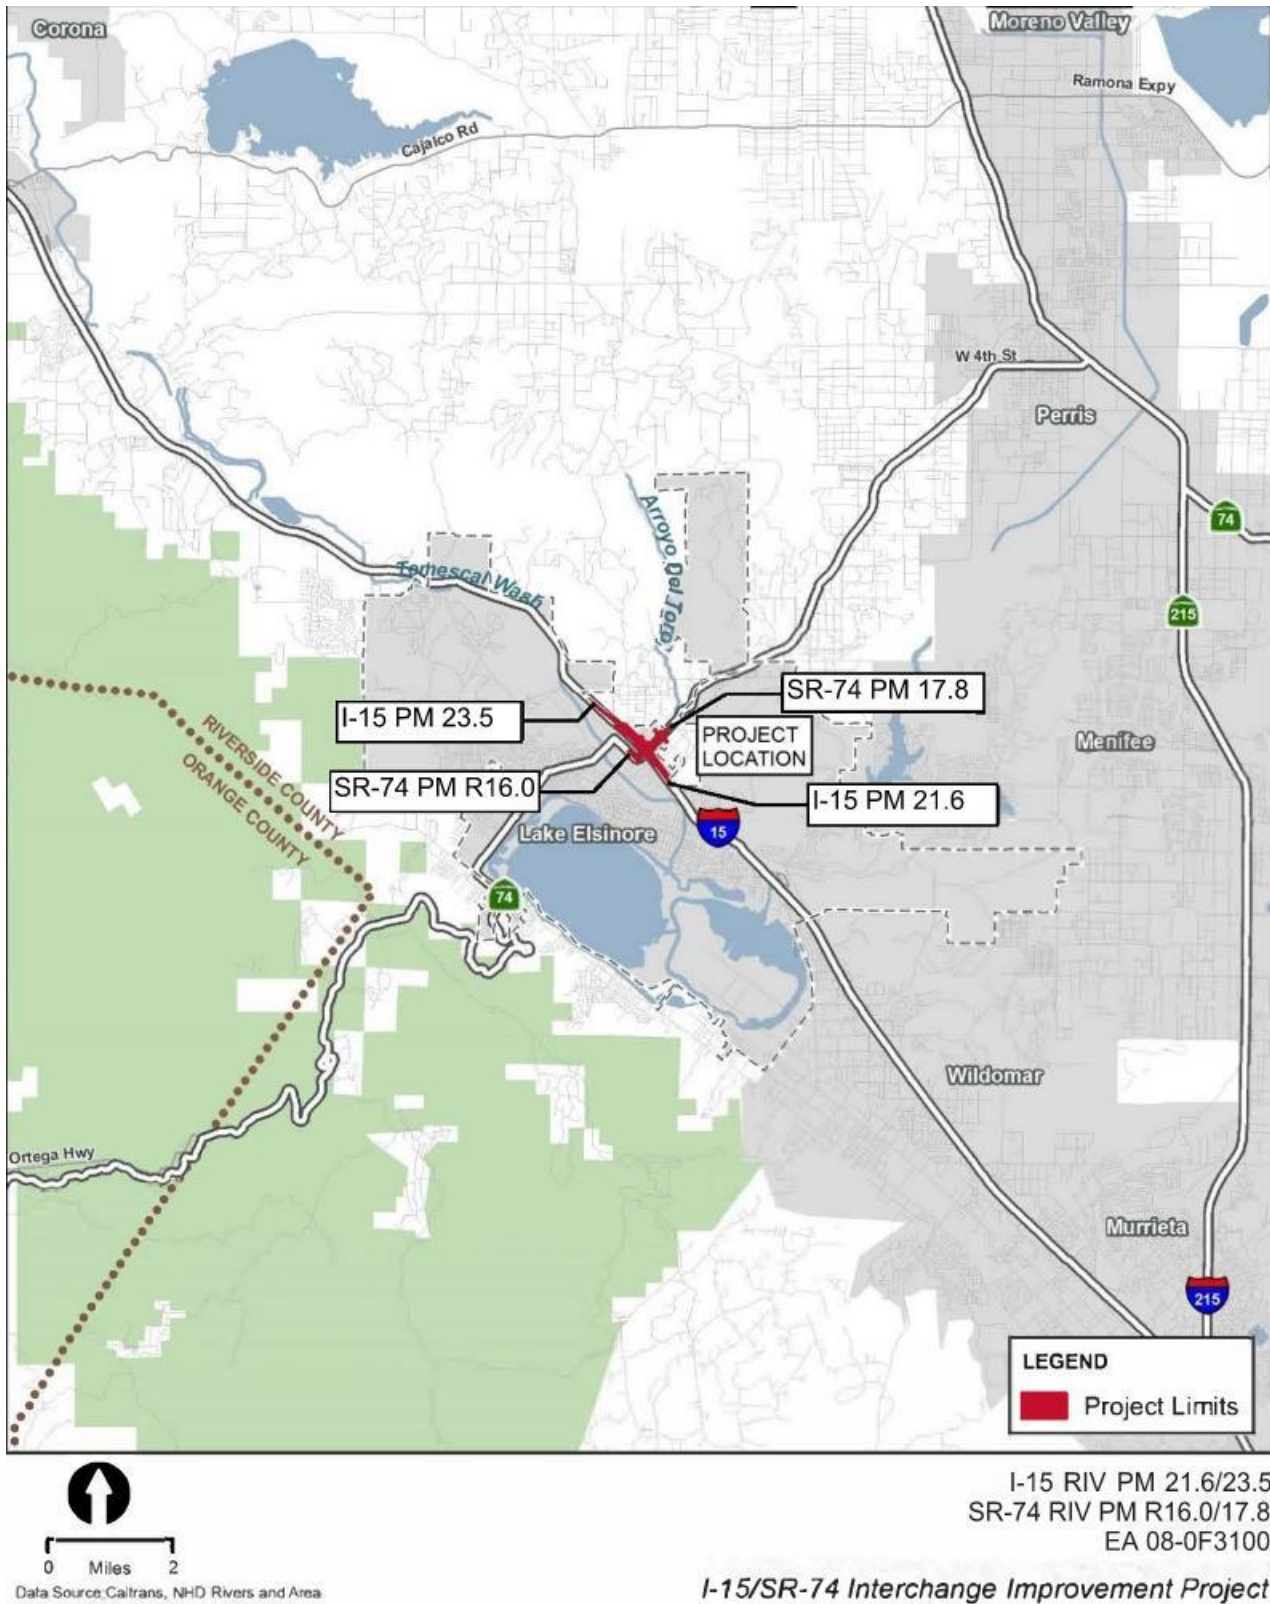 Corona
Moreno Valley
Ramona Expy
Cajalco Rd
W 4th St
Perris
74
Arroyo Del Toro
Temescal Wash
215
SR-74 PM 17.8
I-15 PM 23.5
PROJECT
LOCATION
Menifee
SR-74 PM R16.0
I-15 PM 21.6
RIVERSIDE COUNTY
ORANGE COUNTY
Lake Elsinore
15
74
Wildomar
Ortega Hwy
Murrieta
215
LEGEND
Project Limits
0 Miles 2
Data Source: Caltrans, NHD Rivers and Area
I-15 RIV PM 21.6/23.5
SR-74 RIV PM R16.0/17.8
EA 08-0F3100
I-15/SR-74 Interchange Improvement Project